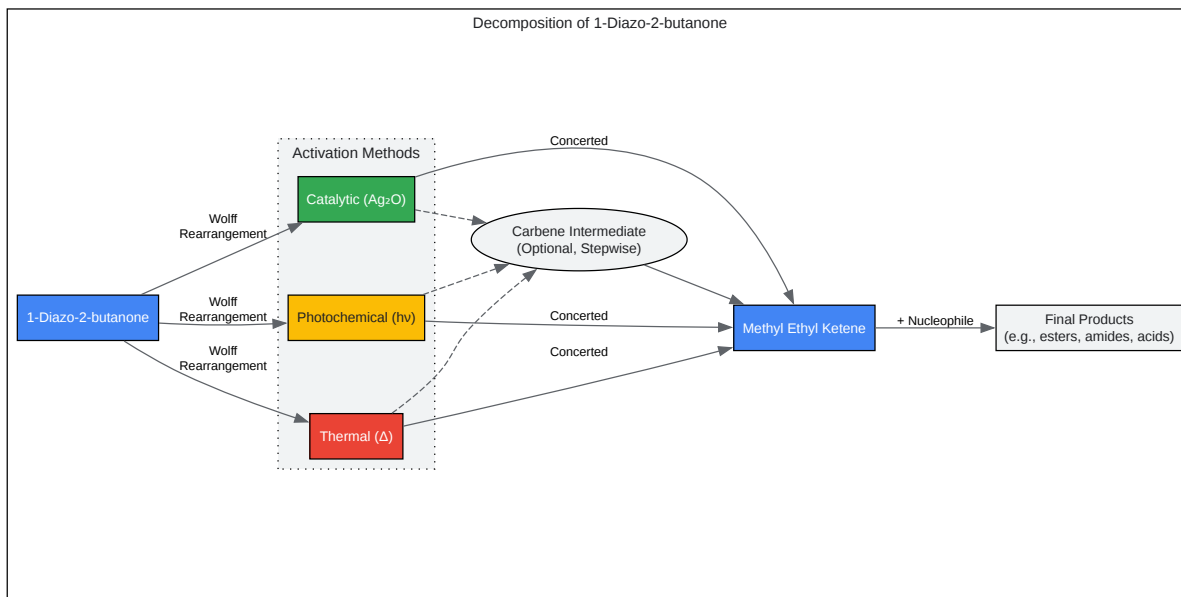 Decomposition of 1-Diazo-2-butanone
Activation Methods
Concerted
Catalytic (Ag₂O)
Wolff
Rearrangement
Carbene Intermediate
(Optional, Stepwise)
1-Diazo-2-butanone
Wolff
Rearrangement
Photochemical (hν)
Concerted
Methyl Ethyl Ketene
+ Nucleophile
Final Products
(e.g., esters, amides, acids)
Wolff
Rearrangement
Concerted
Thermal (Δ)